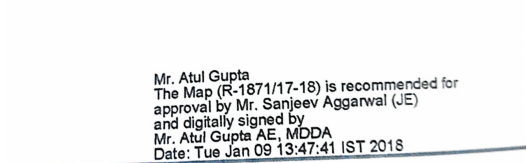 Mr. Atul Gupta
The Map (R-1871/17-18) is recommended for
approval by Mr. Sanjeev Aggarwal (JE)
and digitally signed by
Mr. Atul Gupta AE, MDDA
Date: Tue Jan 09 13:47:41 IST 2018